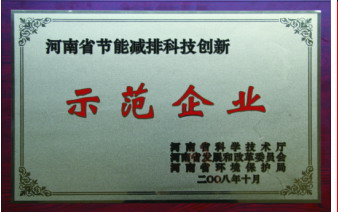 河南省节能减排科技创新
示范企业
河南省科学技术厅
河南省发展和改革委员会
河南省环境保护局
二〇〇八年十月